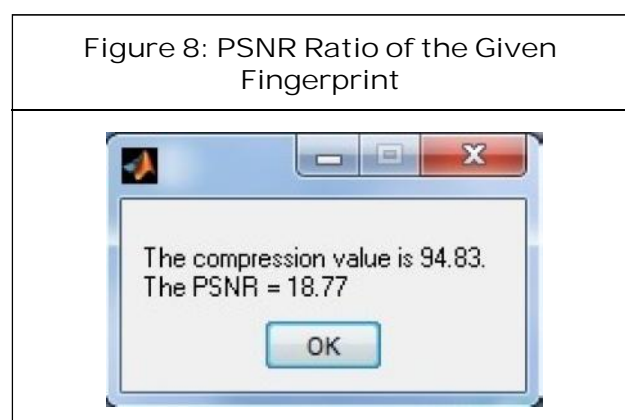 Figure 8: PSNR Ratio of the Given
Fingerprint
The compression value is 94.83.
The PSNR = 18.77
OK